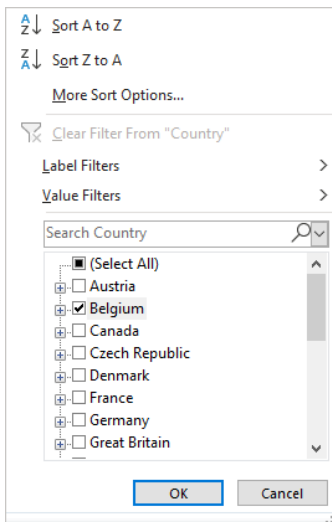 Sort A to Z
Sort Z to A
More Sort Options...
Clear Filter From "Country"
Label Filters
Value Filters
Search Country
(Select All)
Austria
Belgium
Canada
Czech Republic
Denmark
France
Germany
Great Britain
OK Cancel